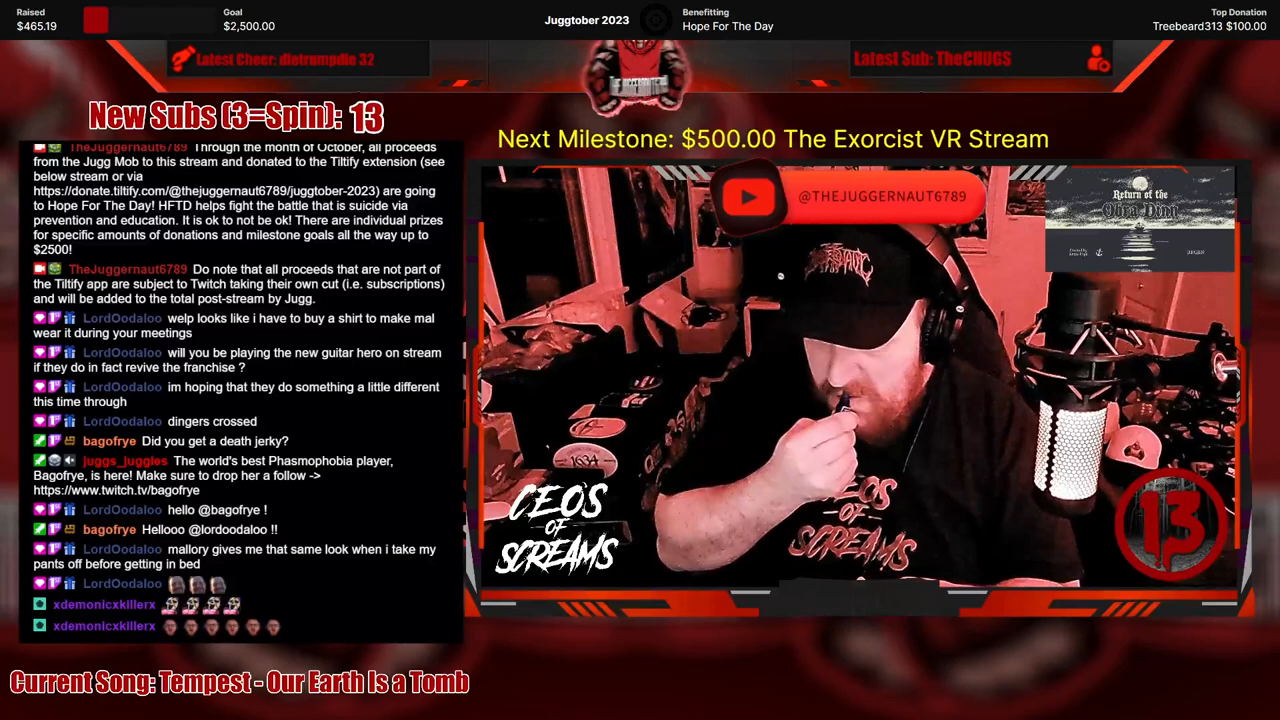 Raised
$465.19
Goal
$2,500.00
Juggtober 2023
Benefitting
Hope For The Day
Top Donation
Treebeard313 $100.00
Latest Cheer: dietrumpdie 32
Latest Sub: TheCHUGS
New Subs (3=Spin): 13
Next Milestone: $500.00 The Exorcist VR Stream
TheJuggernaut6789 Through the month of October, all proceeds
from the Jugg Mob to this stream and donated to the Tiltify extension (see
below stream or via
https://donate.tiltify.com/@thejuggernaut6789/juggtober-2023) are going
to Hope For The Day! HFTD helps fight the battle that is suicide via
prevention and education. It is ok to not be ok! There are individual prizes
for specific amounts of donations and milestone goals all the way up to
$2500!
TheJuggernaut6789 Do note that all proceeds that are not part of
the Tiltify app are subject to Twitch taking their own cut (i.e. subscriptions)
and will be added to the total post-stream by Jugg.
LordOodaloo welp looks like i have to buy a shirt to make mal
wear it during your meetings
LordOodaloo will you be playing the new guitar hero on stream
if they do in fact revive the franchise ?
LordOodaloo im hoping that they do something a little different
this time through
LordOodaloo dingers crossed
bagofrye Did you get a death jerky?
juggs_juggles The world's best Phasmophobia player,
Bagofrye, is here! Make sure to drop her a follow ->
https://www.twitch.tv/bagofrye
LordOodaloo hello @bagofrye !
bagofrye Hellooo @lordoodaloo !!
LordOodaloo mallory gives me that same look when i take my
pants off before getting in bed
LordOodaloo
xdemonicxkillerx
xdemonicxkillerx
@THEJUGGERNAUT6789
Return of the
Obra Dinn
1634
CEOS
OF
SCREAMS
CEOS
OF
SCREAMS
13
Current Song: Tempest - Our Earth Is a Tomb